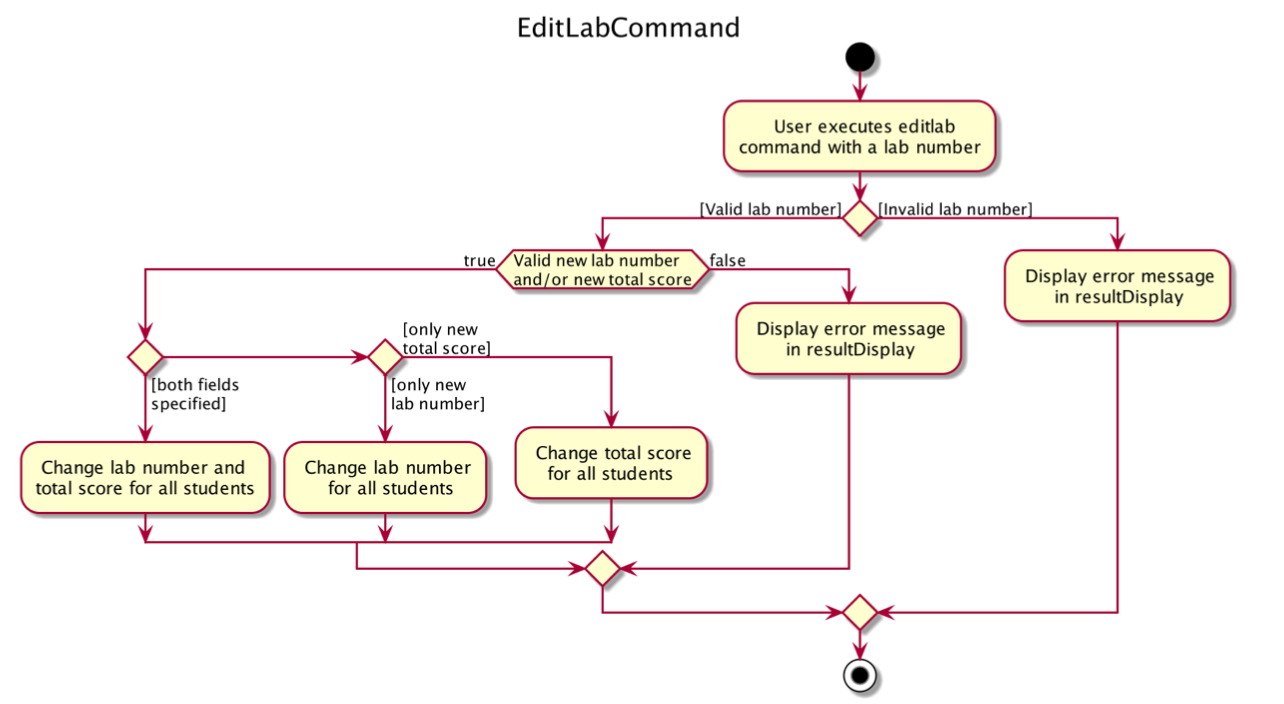 EditLabCommand
User executes editlab
command with a lab number
[Valid lab number]
[Invalid lab number]
true
Valid new lab number
and/or new total score
false
Display error message
in resultDisplay
Display error message
in resultDisplay
[only new
total score]
[both fields
specified]
[only new
lab number]
Change lab number and
total score for all students
Change lab number
for all students
Change total score
for all students